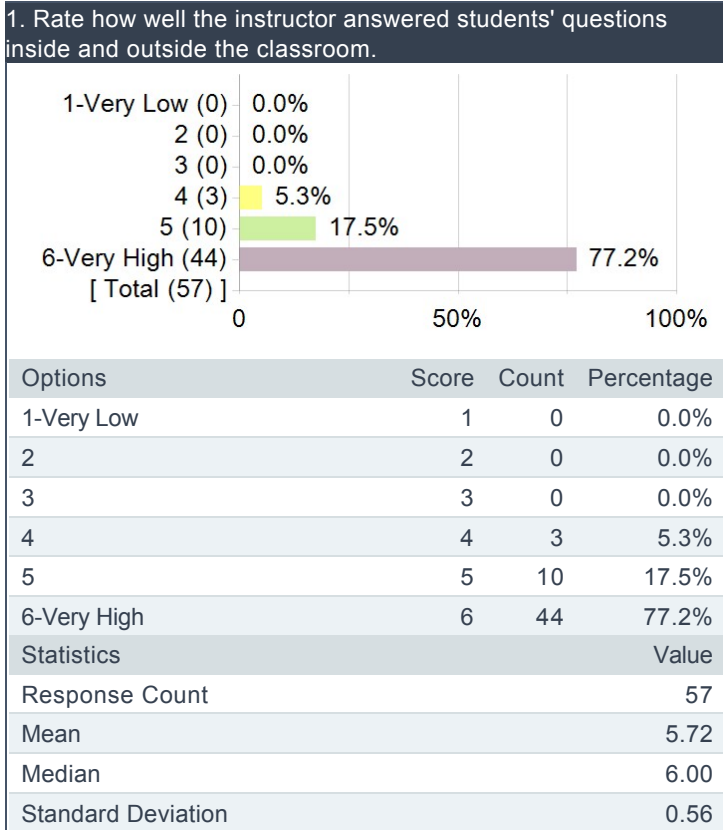 1. Rate how well the instructor answered students' questions
inside and outside the classroom.
1-Very Low (0) 0.0%
2 (0) 0.0%
3 (0) 0.0%
4 (3) 5.3%
5 (10) 17.5%
6-Very High (44) 77.2%
[ Total (57) ]
0 50% 100%
Options Score Count Percentage
1-Very Low 1 0 0.0%
2 2 0 0.0%
3 3 0 0.0%
4 4 3 5.3%
5 5 10 17.5%
6-Very High 6 44 77.2%
Statistics Value
Response Count 57
Mean 5.72
Median 6.00
Standard Deviation 0.56